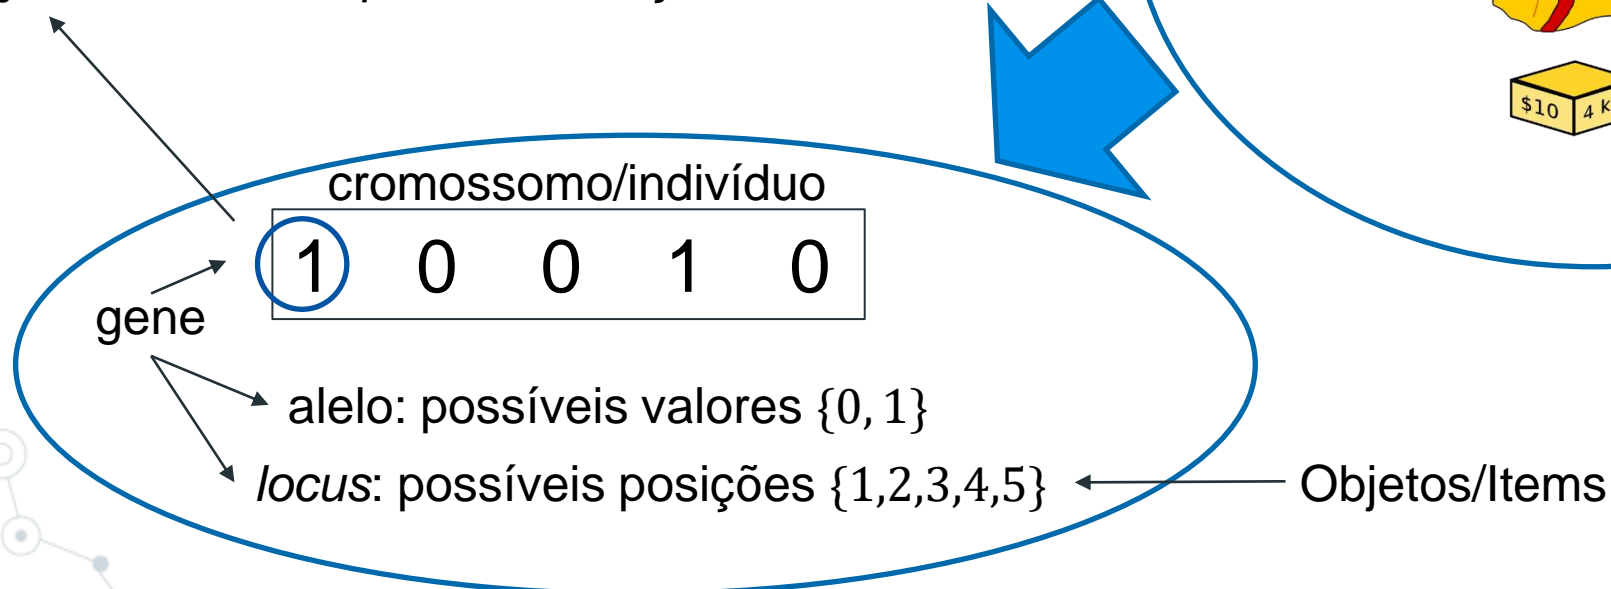 $10 4 k
cromossomo/indivíduo
1 0 0 1 0
gene
alelo: possíveis valores {0, 1}
locus: possíveis posições {1,2,3,4,5}
Objetos/Items